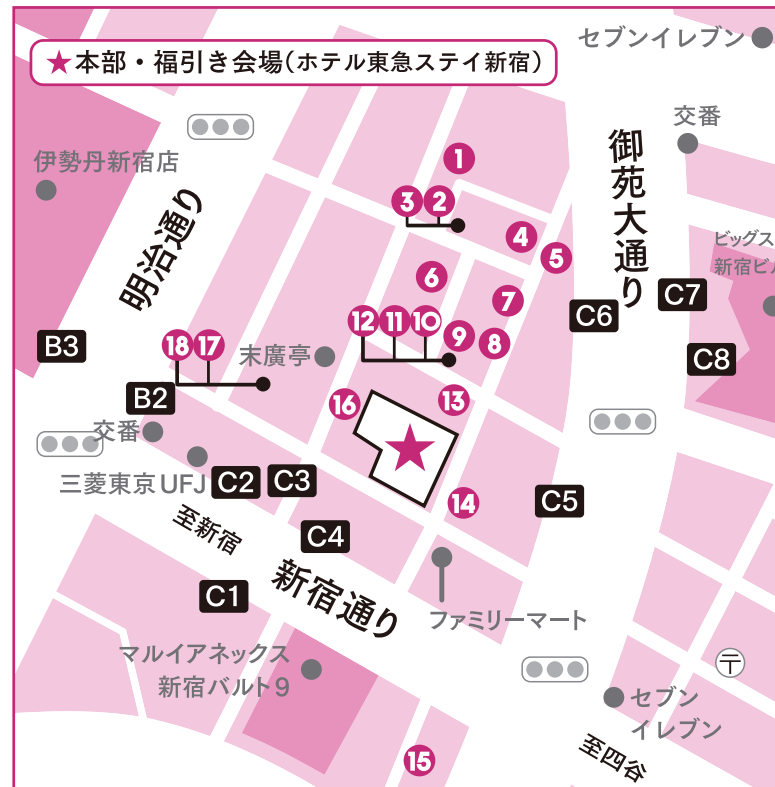 ★本部・福引き会場(ホテル東急ステイ新宿)
セブンイレブン
交番
伊勢丹新宿店
御苑大通り
明治通り
1
3
2
4
5
6
7
8
9
10
11
12
ビッグス
新宿ビル
C6
C7
C8
B3
18
17
末廣亭
B2
16
13
交番
三菱東京UFJ
C2
C3
14
C5
至新宿
C4
新宿通り
C1
ファミリーマート
マルイアネックス
新宿バルト9
〒
セブン
イレブン
至四谷
15